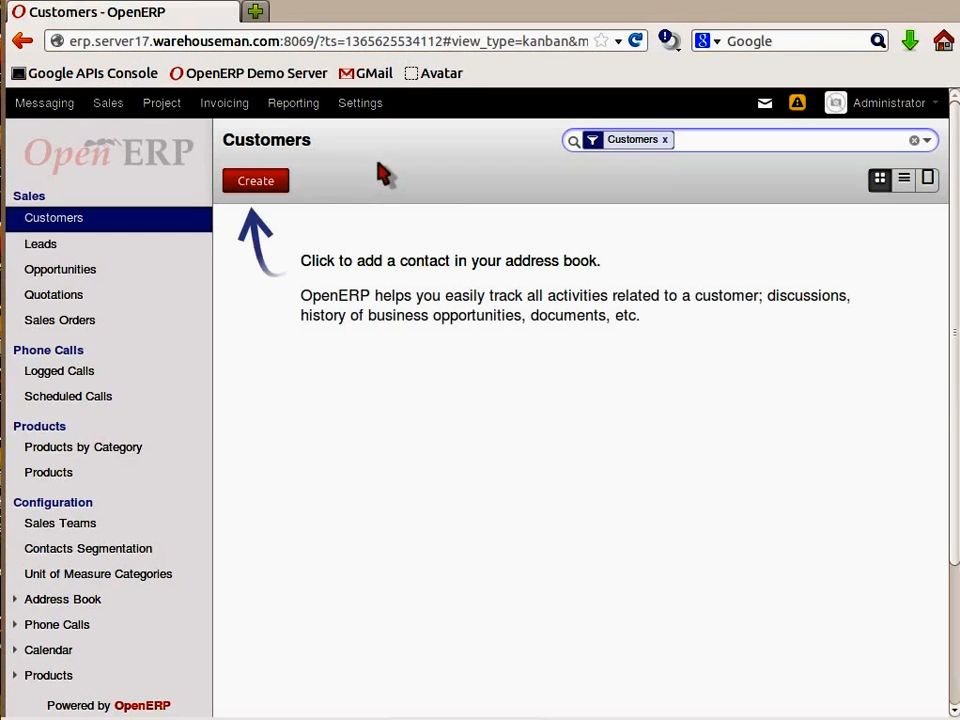 Customers - OpenERP
erp.server17.warehouseman.com:8069/?ts=1365625534112#view_type=kanban&m
Google
Google APIs Console OpenERP Demo Server GMail Avatar
Messaging Sales Project Invoicing Reporting Settings Administrator
Open ERP
Customers
Customers x
Create
Sales
Customers
Leads
Opportunities
Quotations
Sales Orders
Phone Calls
Logged Calls
Scheduled Calls
Products
Products by Category
Products
Configuration
Sales Teams
Contacts Segmentation
Unit of Measure Categories
Address Book
Phone Calls
Calendar
Products
Powered by OpenERP
Click to add a contact in your address book.
OpenERP helps you easily track all activities related to a customer; discussions,
history of business opportunities, documents, etc.